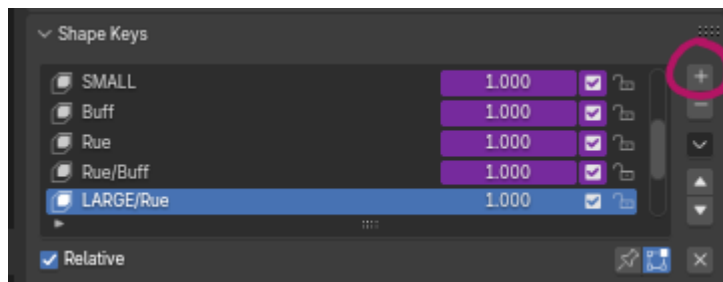 Shape Keys
SMALL 1.000
Buff 1.000
Rue 1.000
Rue/Buff 1.000
LARGE/Rue 1.000
Relative